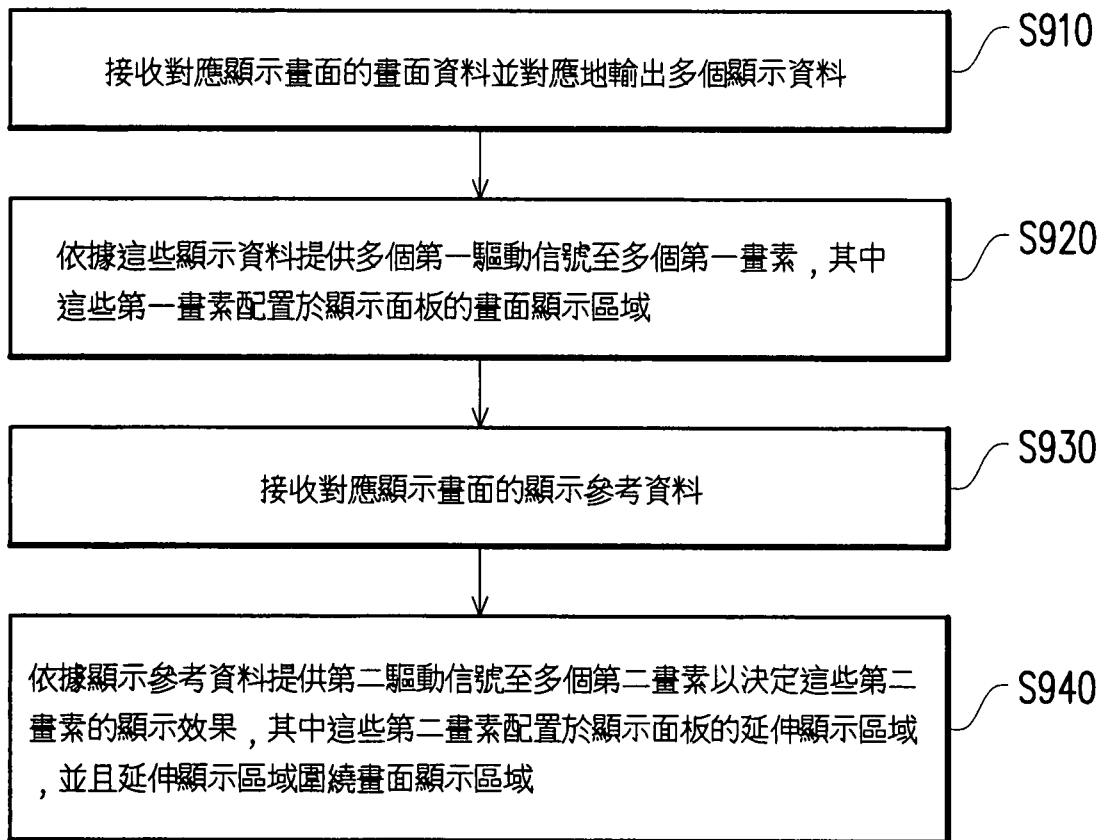 S910
接收對應顯示畫面的畫面資料並對應地輸出多個顯示資料
S920
依據這些顯示資料提供多個第一驅動信號至多個第一畫素，其中
這些第一畫素配置於顯示面板的畫面顯示區域
S930
接收對應顯示畫面的顯示參考資料
S940
依據顯示參考資料提供第二驅動信號至多個第二畫素以決定這些第二
畫素的顯示效果，其中這些第二畫素配置於顯示面板的延伸顯示區域
，並且延伸顯示區域圍繞畫面顯示區域